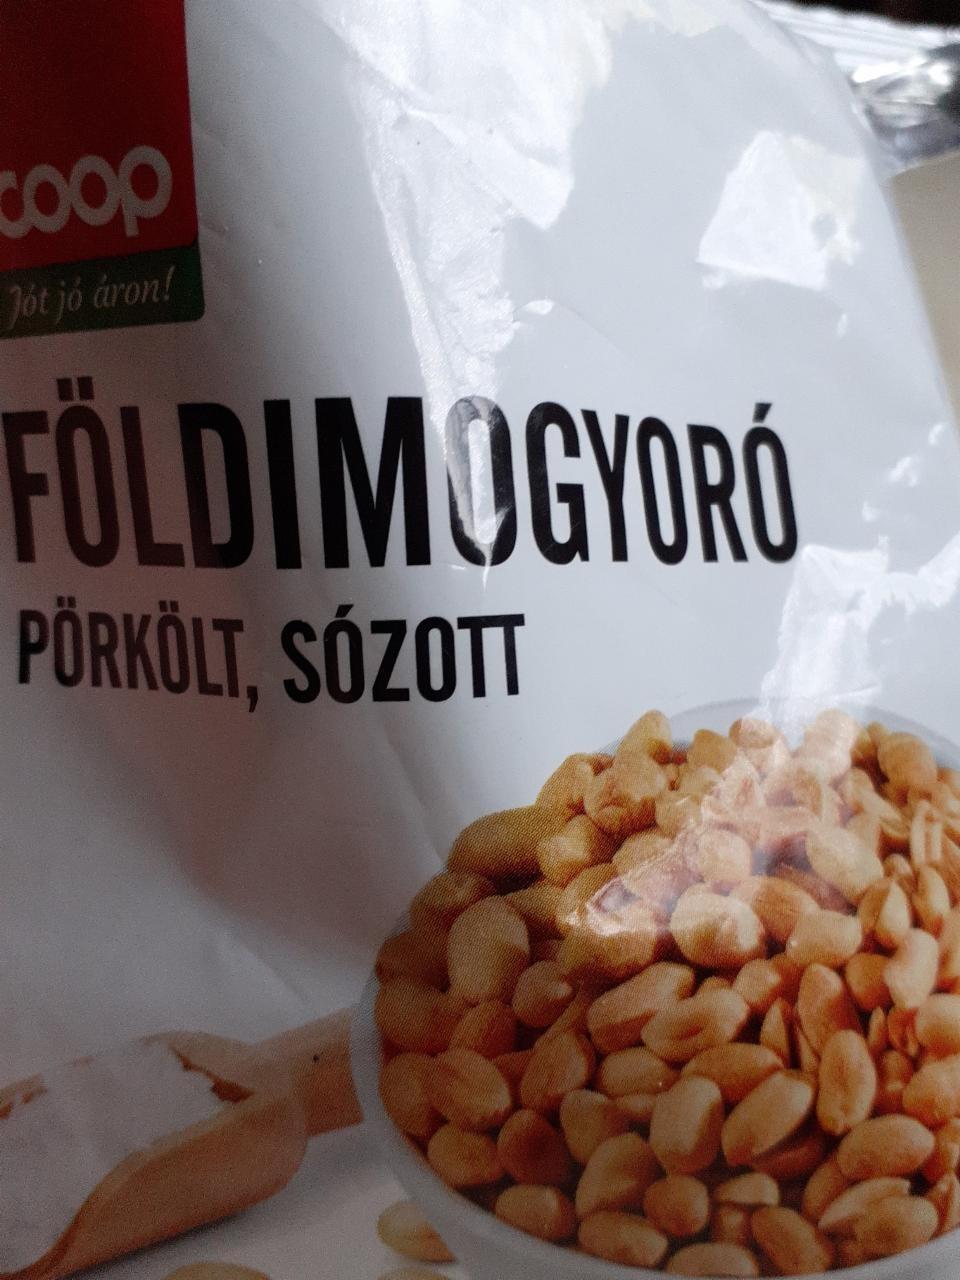 coop
Jót jó áron!
FÖLDIMOGYORÓ
PÖRKÖLT, SÓZOTT